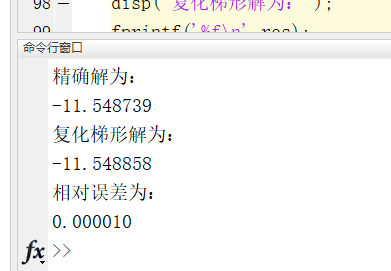 98 — disp('复化梯形解为: ');
99 fprintf('%f\n',res);
命令行窗口
精确解为:
-11.548739
复化梯形解为:
-11.548858
相对误差为:
0.000010
fx >>